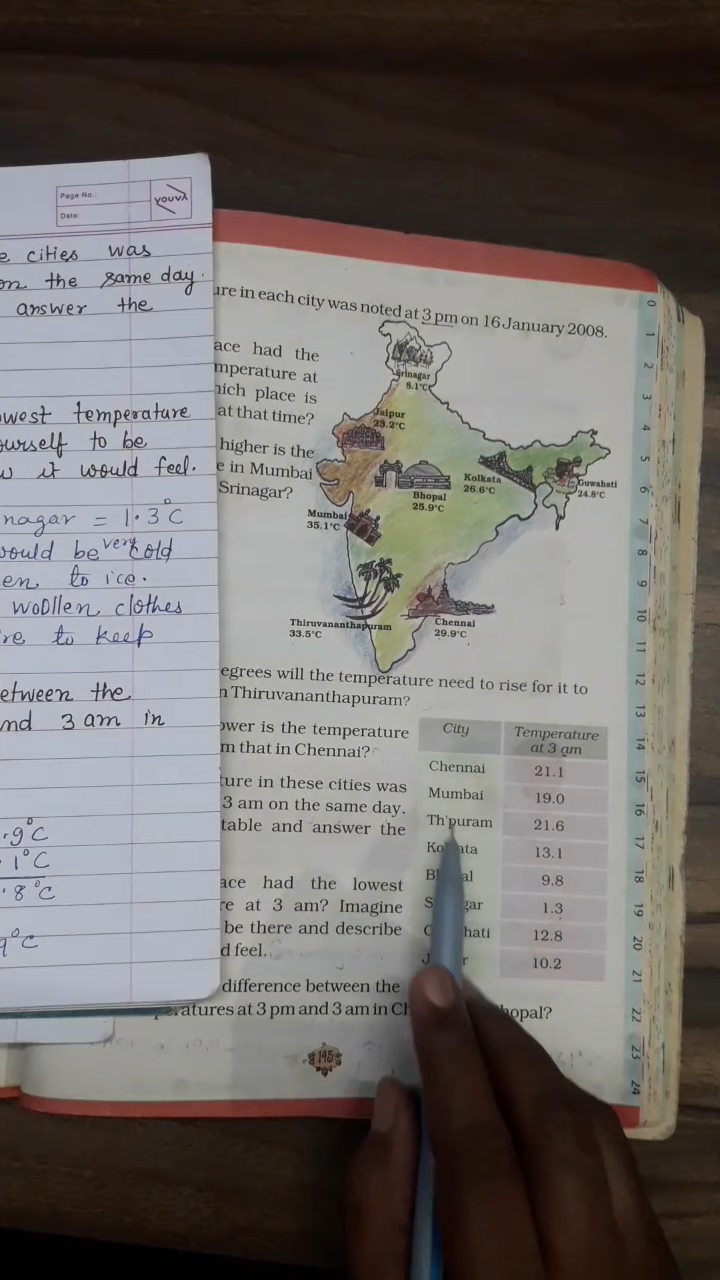 Page No.:
Date:
youva
e cities was
on the same day.
answer the
owest temperature
ourself to be
w it would feel.
nagar = 1.3°C
would be very cold
en to ice.
woollen clothes
re to keep
etween the
nd 3 am in
.9°C
.1°C
.8°C
9°C
ure in each city was noted at 3 pm on 16 January 2008.
ace had the
mperature at
hich place is
at that time?
higher is the
e in Mumbai
Srinagar?
Srinagar
8.1°C
Jaipur
23.2°C
Kolkata
26.6°C
Guwahati
24.8°C
Bhopal
25.9°C
Mumbai
35.1°C
Thiruvananthapuram
33.5°C
Chennai
29.9°C
egrees will the temperature need to rise for it to
n Thiruvananthapuram?
ower is the temperature
m that in Chennai?
ture in these cities was
3 am on the same day.
table and answer the
ace had the lowest
re at 3 am? Imagine
be there and describe
d feel.
difference between the
ratures at 3 pm and 3 am in Ch hopal?
City Temperature at 3 am
Chennai 21.1
Mumbai 19.0
Th'puram 21.6
Ko ata 13.1
B al 9.8
S gar 1.3
G hati 12.8
J r 10.2
145
0
1
2
3
4
5
6
7
8
9
10
11
12
13
14
15
16
17
18
19
20
21
22
23
24